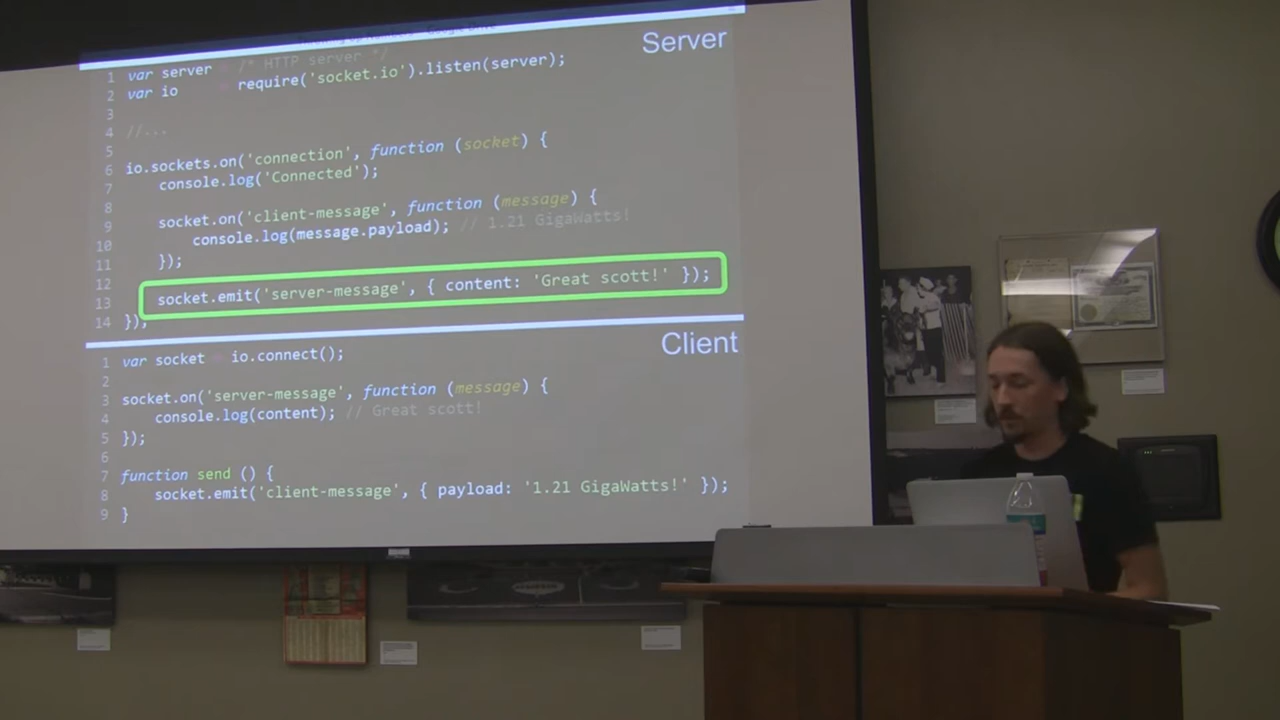 Server
1 var server /* HTTP server */
2 var io require('socket.io').listen(server);
3
4 //...
5
6 io.sockets.on('connection', function (socket) {
7 console.log('Connected');
8
9 socket.on('client-message', function (message) {
10 console.log(message.payload); // 1.21 GigaWatts!
11 });
12
13 socket.emit('server-message', { content: 'Great scott!' });
14 });
Client
1 var socket io.connect();
2
3 socket.on('server-message', function (message) {
4 console.log(content); // Great scott!
5 });
6
7 function send () {
8 socket.emit('client-message', { payload: '1.21 GigaWatts!' });
9 }